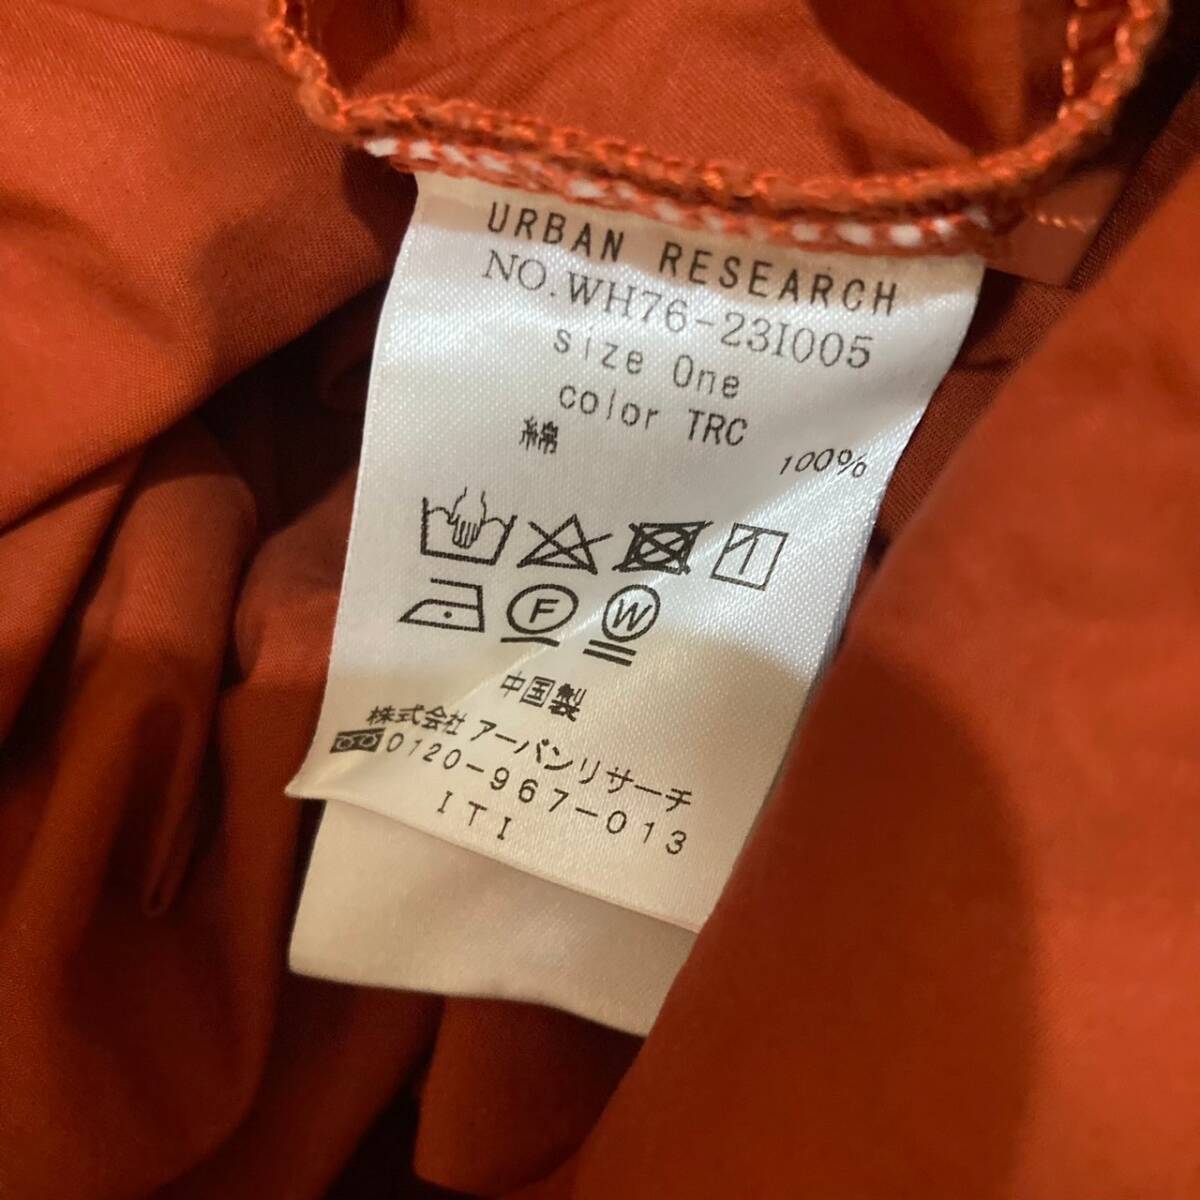 URBAN RESEARCH
NO.WH76-23I005
size One
color TRC
綿 100%
F W
中国製
株式会社 アーバンリサーチ
0120-967-013
ITI